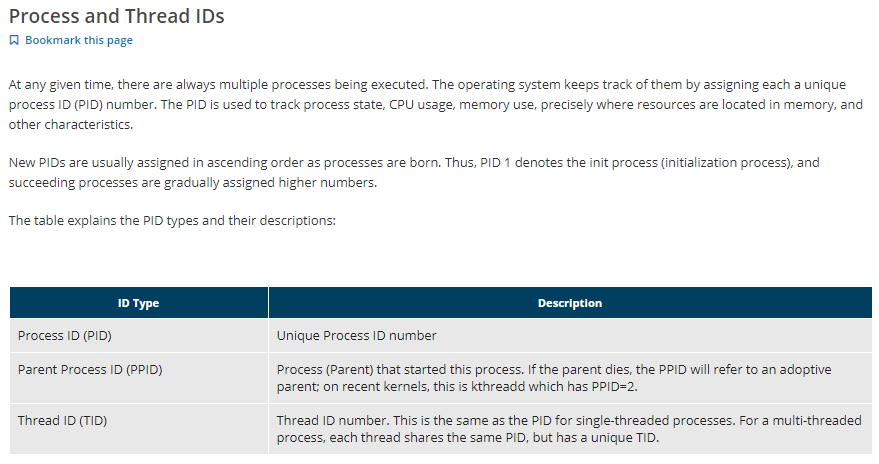 Process and Thread IDs
Bookmark this page
At any given time, there are always multiple processes being executed. The operating system keeps track of them by assigning each a unique
process ID (PID) number. The PID is used to track process state, CPU usage, memory use, precisely where resources are located in memory, and
other characteristics.
New PIDs are usually assigned in ascending order as processes are born. Thus, PID 1 denotes the init process (initialization process), and
succeeding processes are gradually assigned higher numbers.
The table explains the PID types and their descriptions:
ID Type
Description
Process ID (PID)
Unique Process ID number
Parent Process ID (PPID)
Process (Parent) that started this process. If the parent dies, the PPID will refer to an adoptive
parent; on recent kernels, this is kthreadd which has PPID=2.
Thread ID (TID)
Thread ID number. This is the same as the PID for single-threaded processes. For a multi-threaded
process, each thread shares the same PID, but has a unique TID.